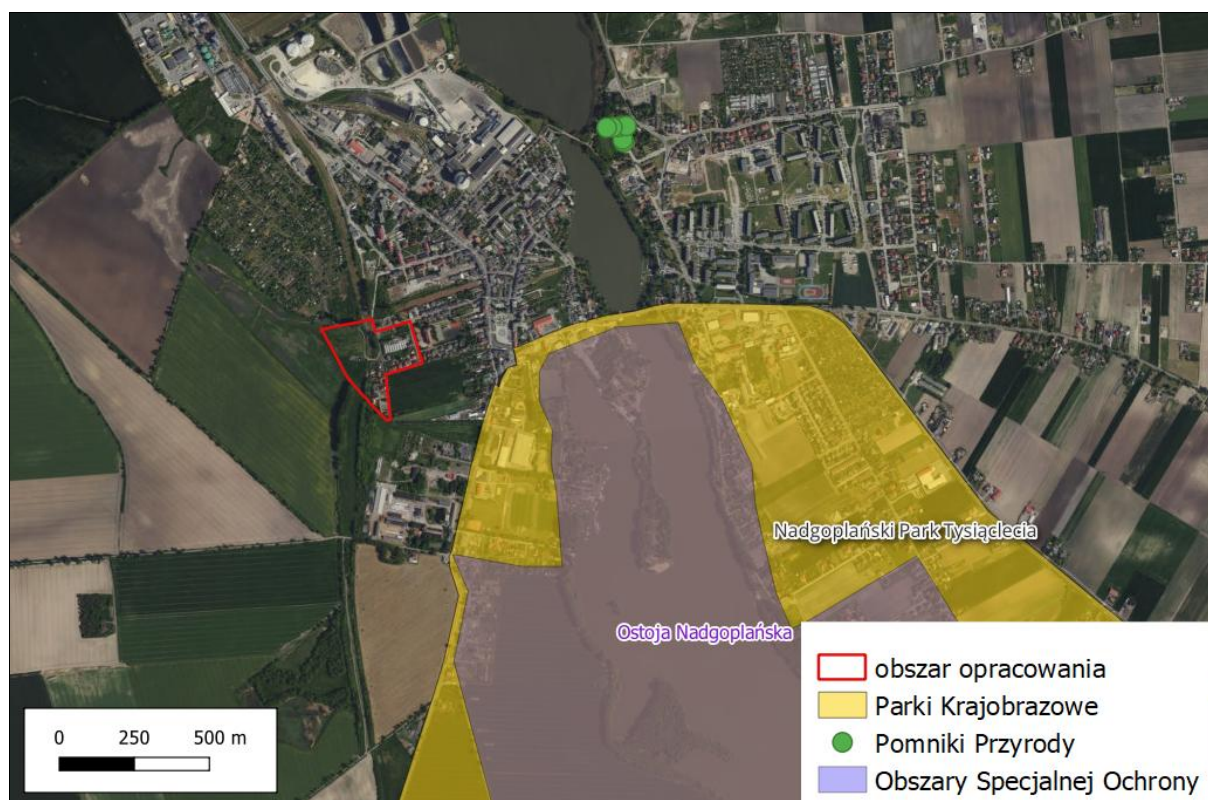 Nadgoplański Park Tysiąclecia
Ostoja Nadgoplańska
obszar opracowania
Parki Krajobrazowe
Pomniki Przyrody
Obszary Specjalnej Ochrony
0 250 500 m